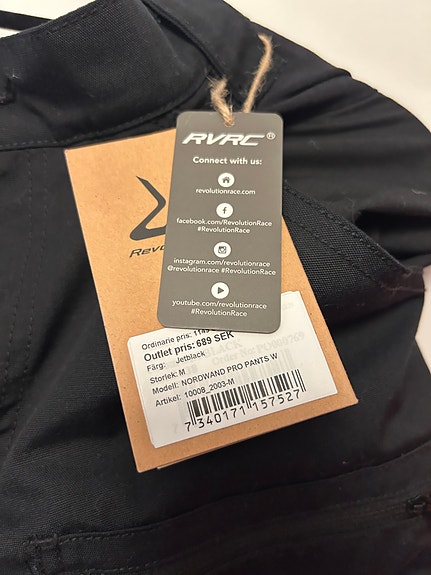 RVRC®
Connect with us:
revolutionrace.com
facebook.com/RevolutionRace
#RevolutionRace
instagram.com/revolutionrace
@revolutionrace #RevolutionRace
youtube.com/revolutionrace
#RevolutionRace
Ordinarie pris:
Outlet pris: 689 SEK
Färg: Jetblack
Storlek: M
Modell: NORDWAND PRO PANTS W
Artikel: 10008_2003-M
7 340171 157527